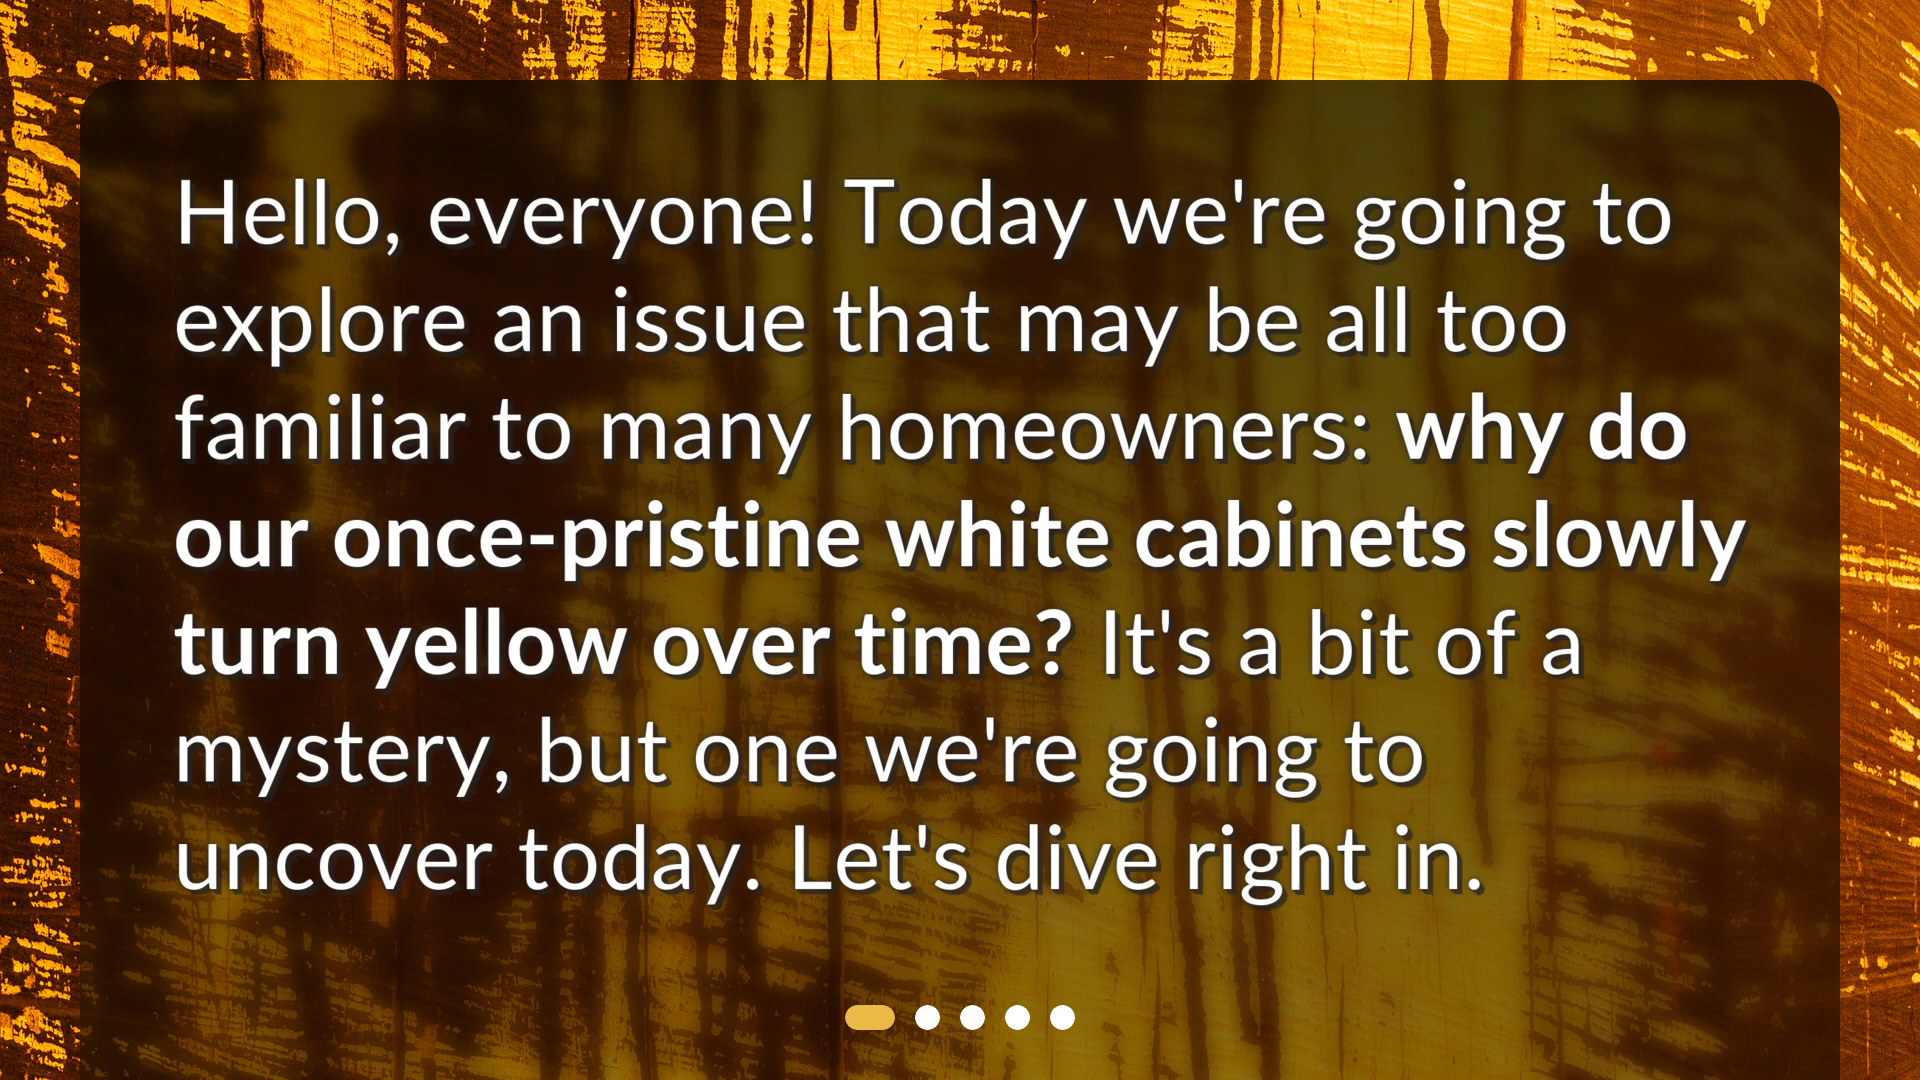 Hello, everyone! Today we're going to
explore an issue that may be all too
familiar to many homeowners: why do
our once-pristine white cabinets slowly
turn yellow over time? It's a bit of a
mystery, but one we're going to
uncover today. Let's dive right in.